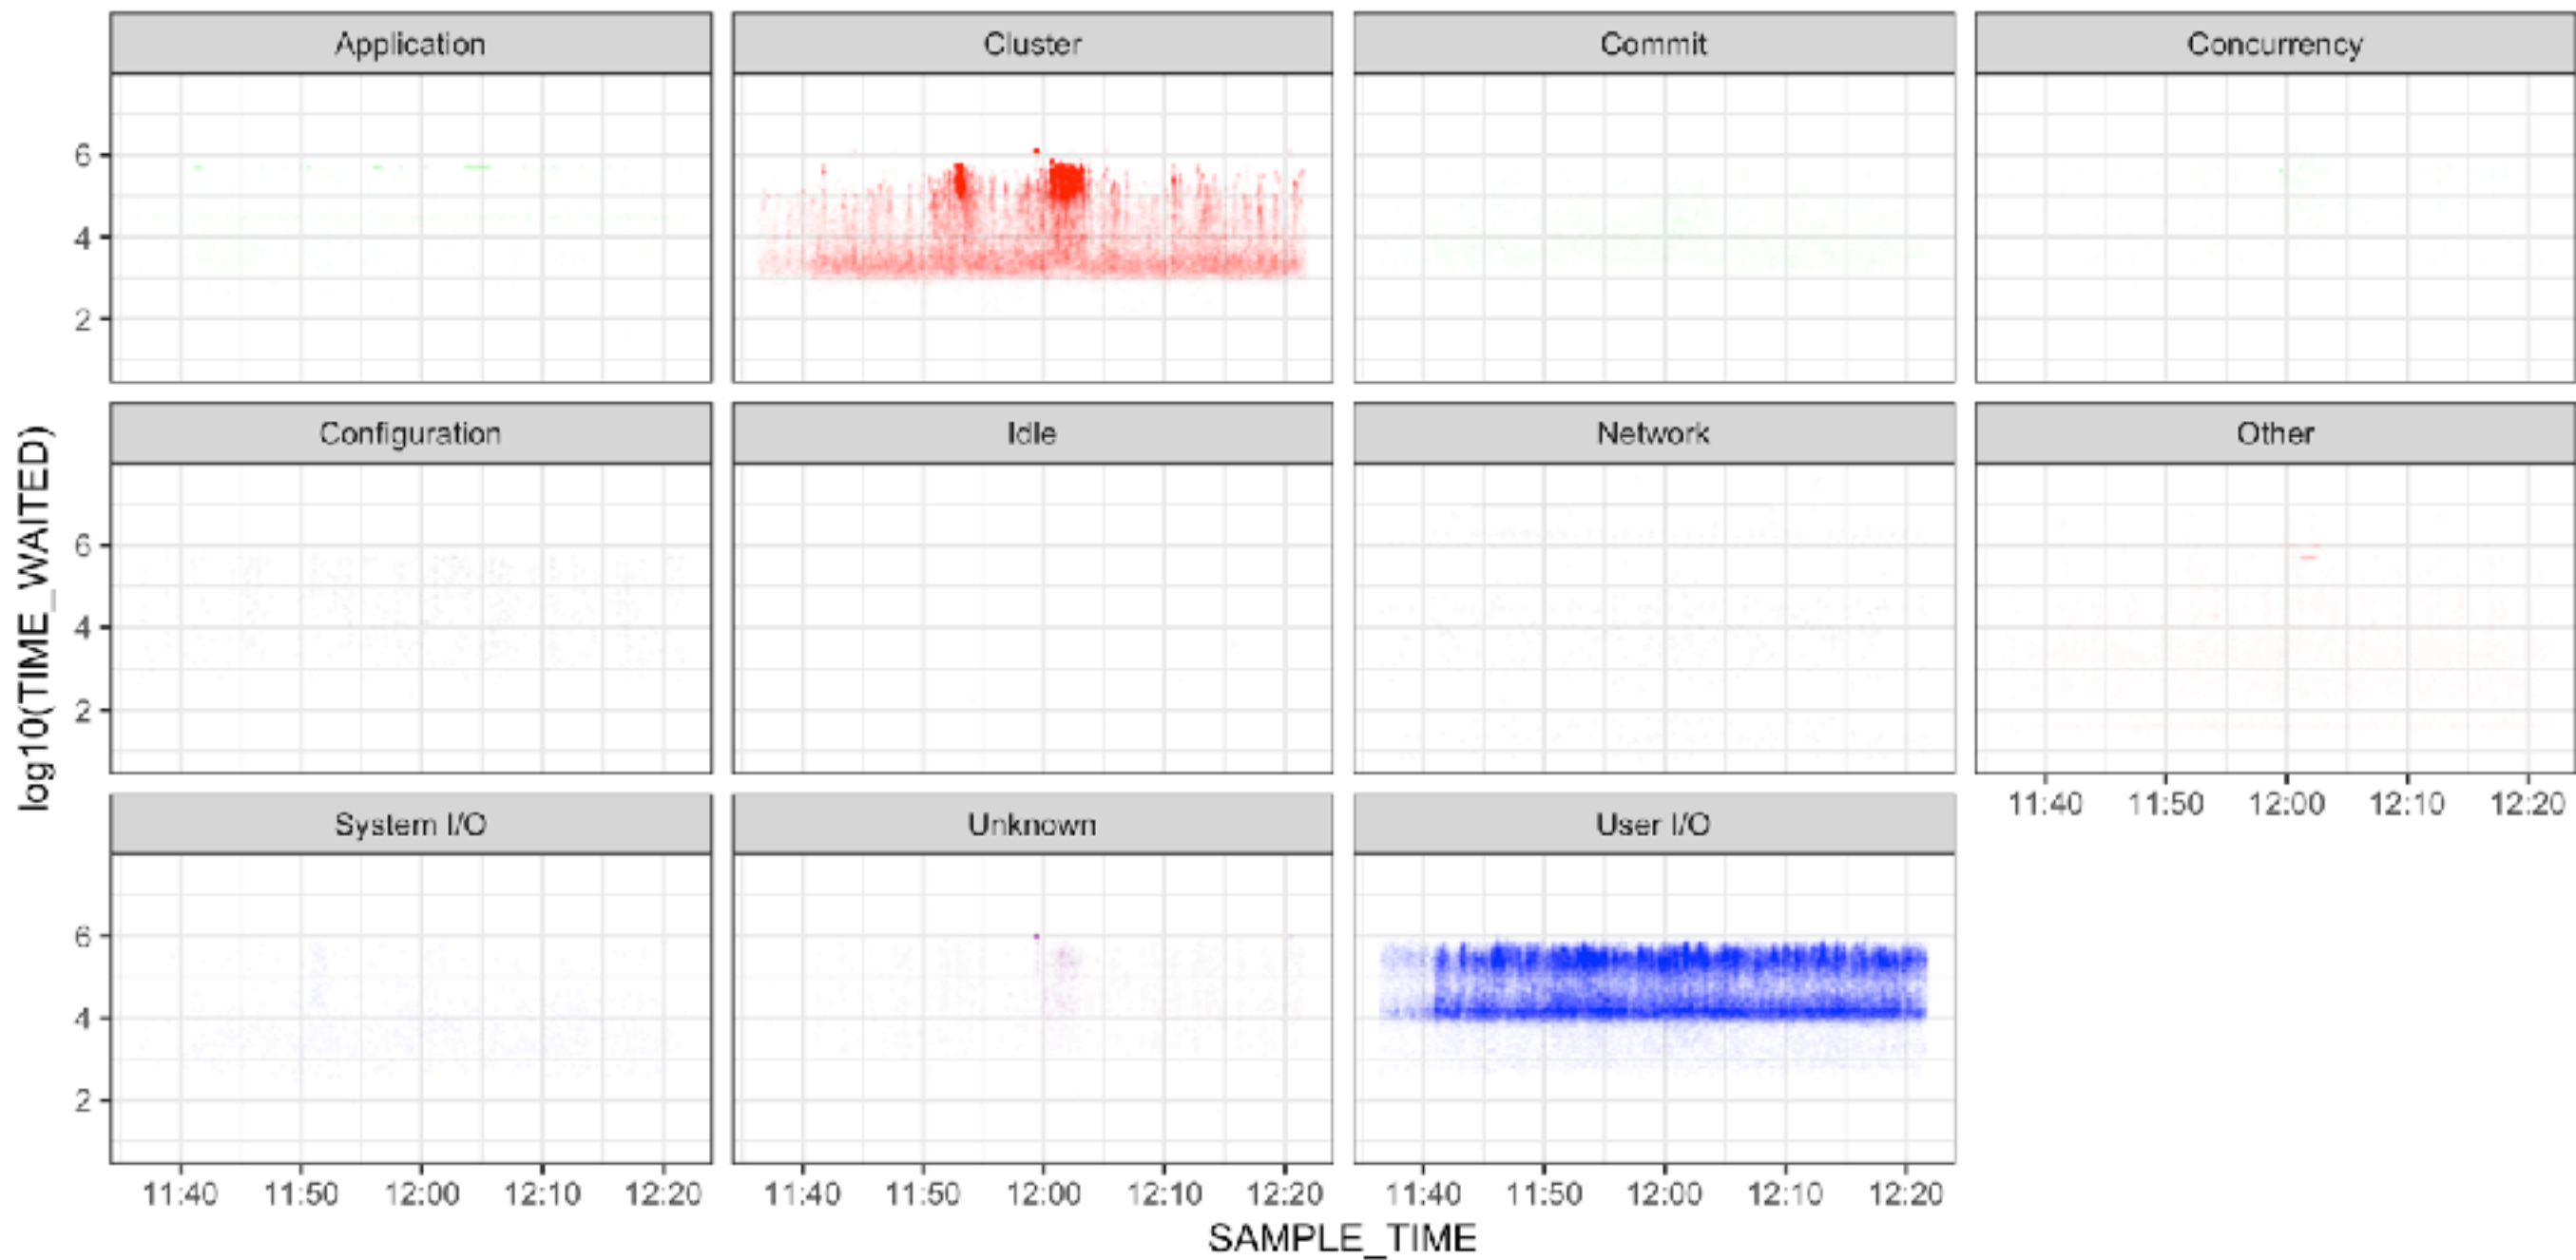 Application
Cluster
Commit
Concurrency
6
4
2
Configuration
Idle
Network
Other
log10(TIME_WAITED)
6
4
2
11:40 11:50 12:00 12:10 12:20
System I/O
Unknown
User I/O
6
4
2
11:40 11:50 12:00 12:10 12:20
11:40 11:50 12:00 12:10 12:20
11:40 11:50 12:00 12:10 12:20
SAMPLE_TIME